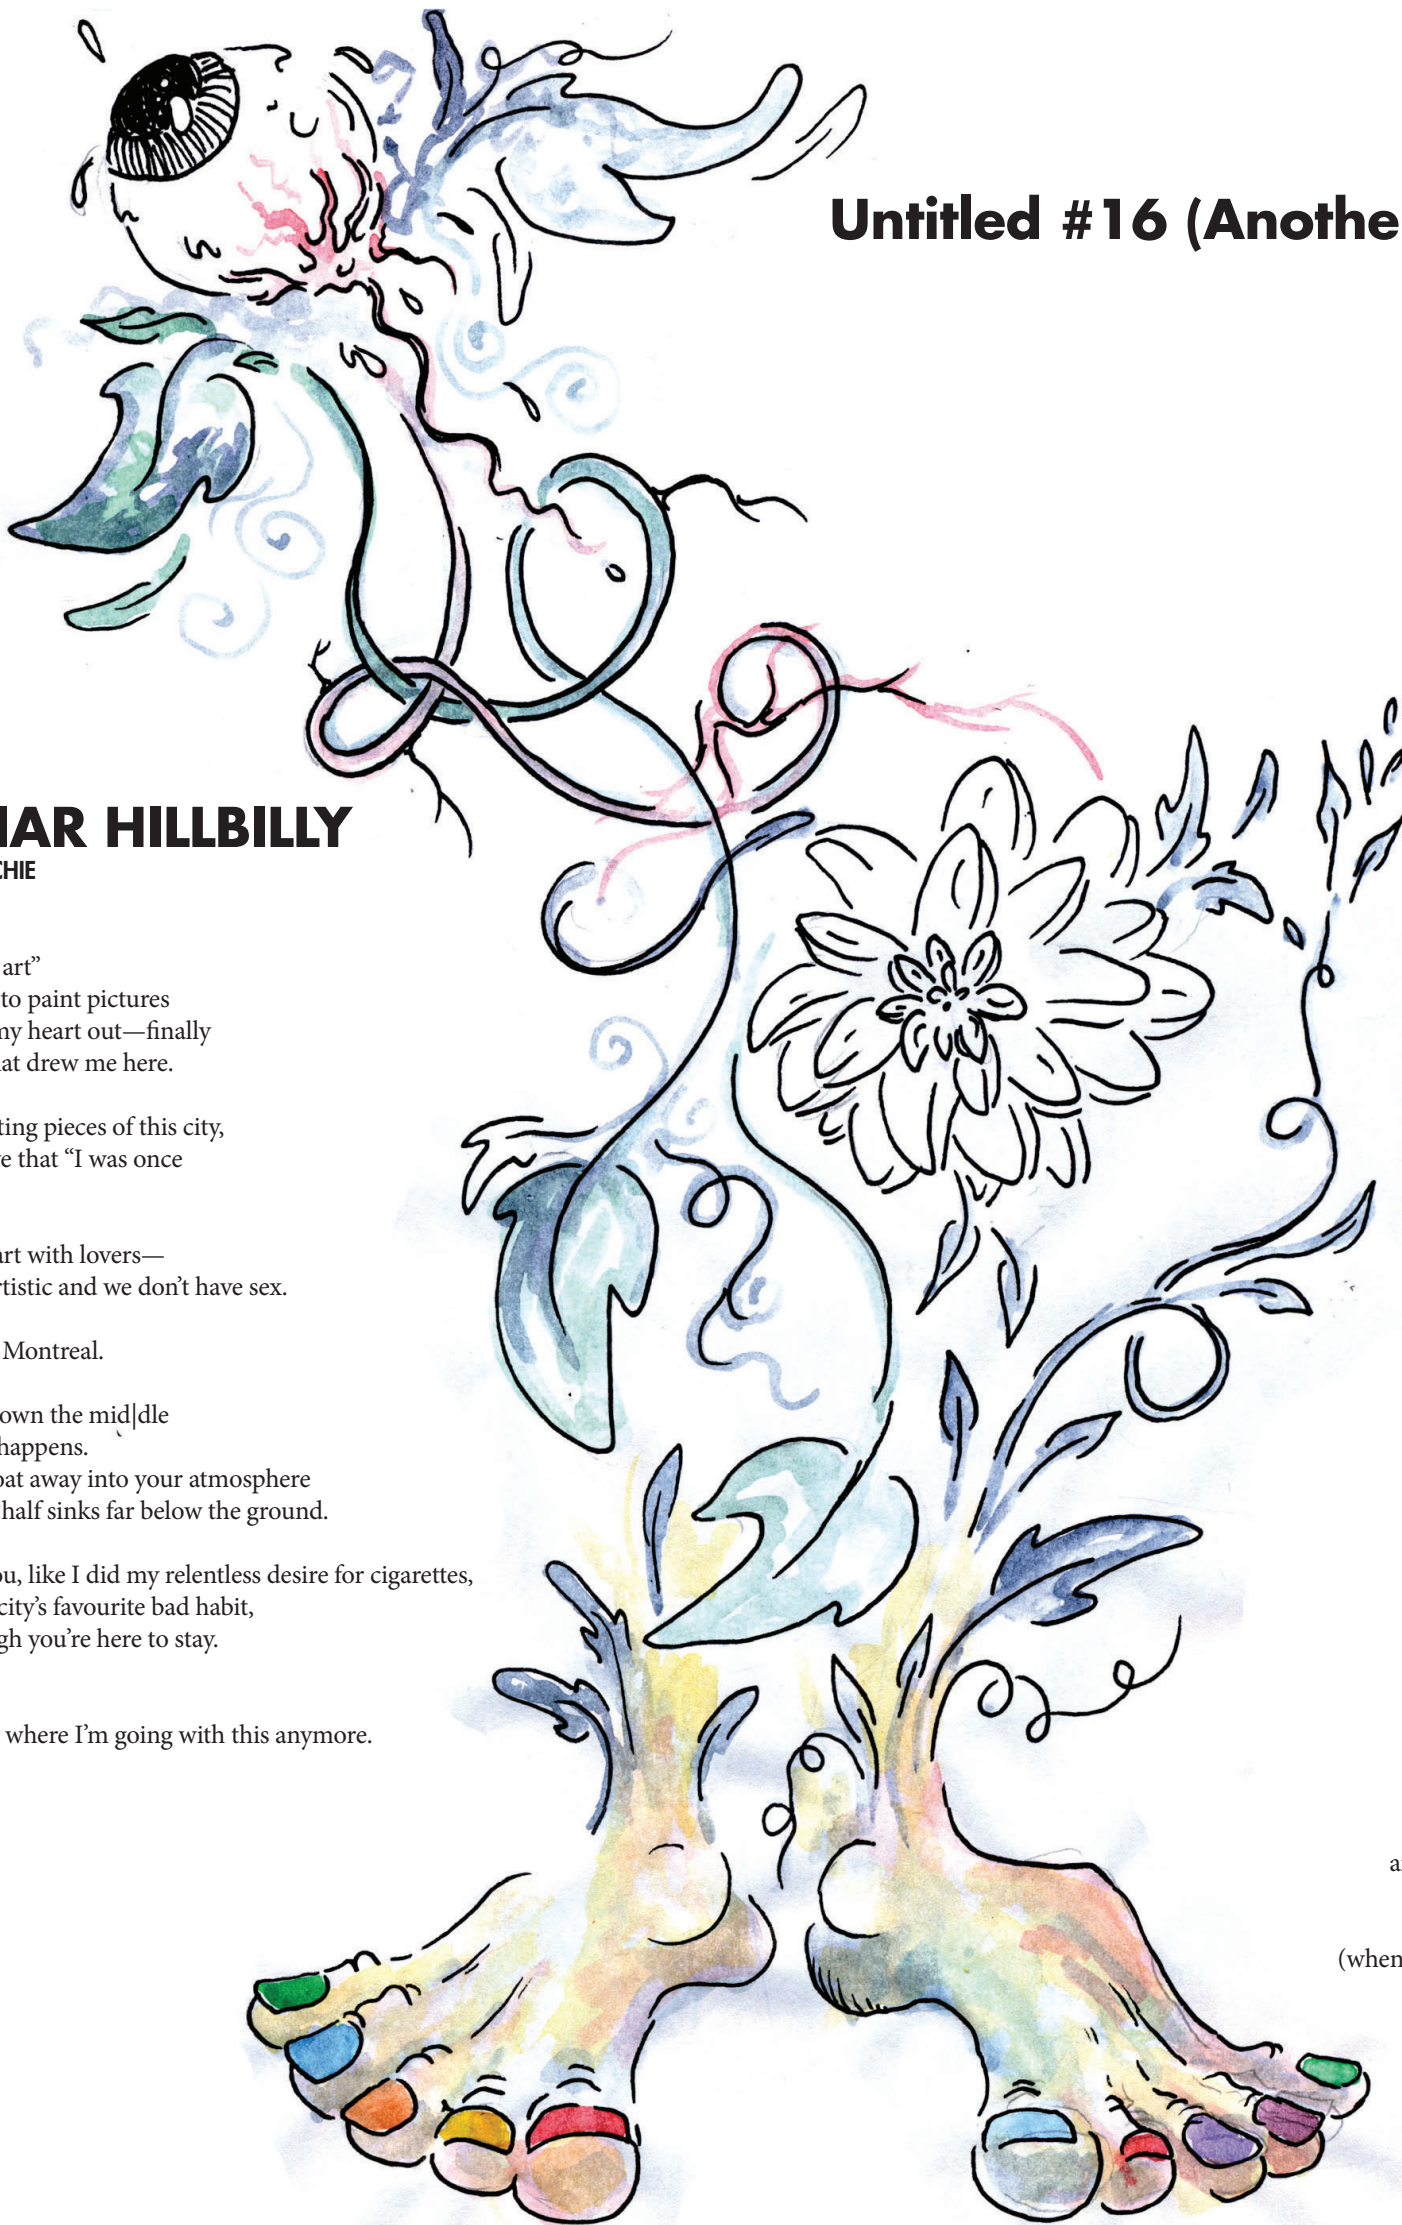 Untitled #16 (Anothe
IAR HILLBILLY
CHIE
art”
to paint pictures
my heart out—finally
at drew me here.
ting pieces of this city,
e that “I was once
art with lovers—
rtistic and we don’t have sex.
Montreal.
own the mid|dle
happens.
oat away into your atmosphere
half sinks far below the ground.
ou, like I did my relentless desire for cigarettes,
city’s favourite bad habit,
gh you’re here to stay.
where I’m going with this anymore.
a
(when